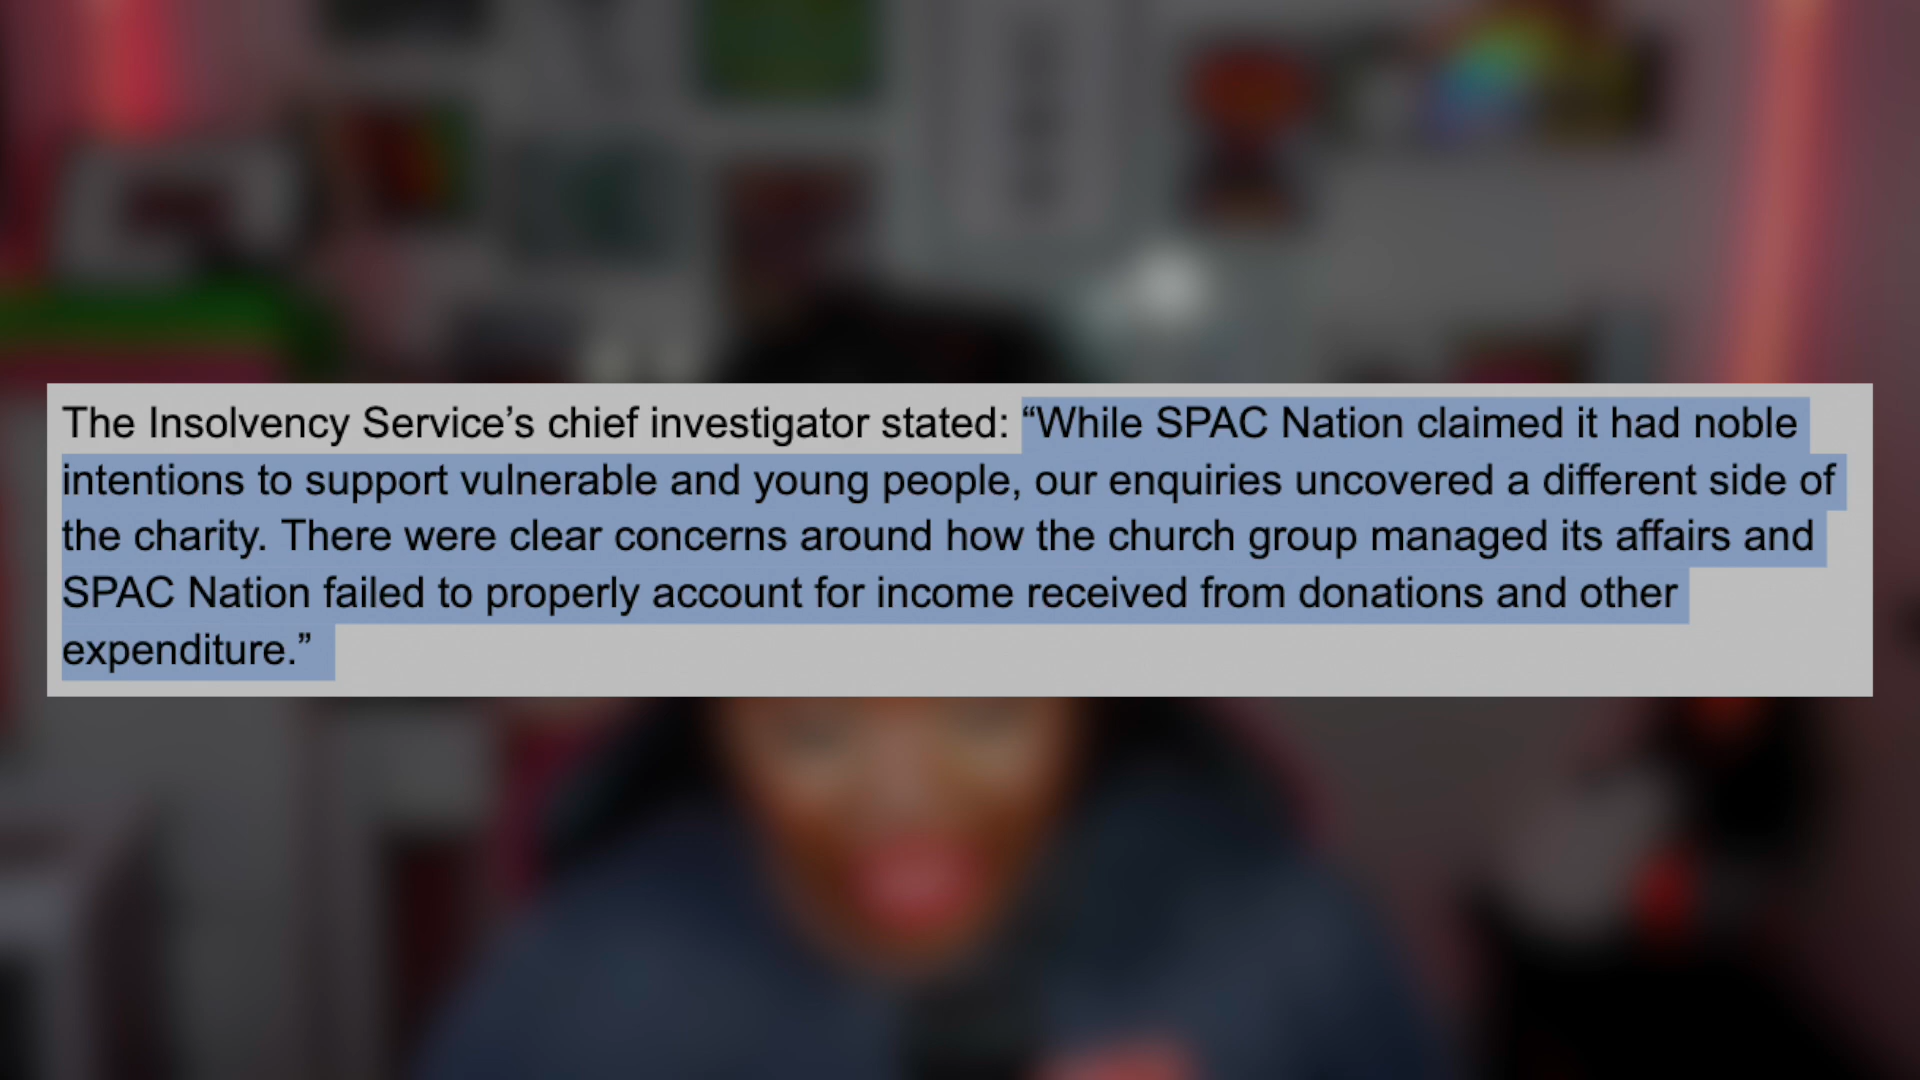 The Insolvency Service’s chief investigator stated: “While SPAC Nation claimed it had noble
intentions to support vulnerable and young people, our enquiries uncovered a different side of
the charity. There were clear concerns around how the church group managed its affairs and
SPAC Nation failed to properly account for income received from donations and other
expenditure.”